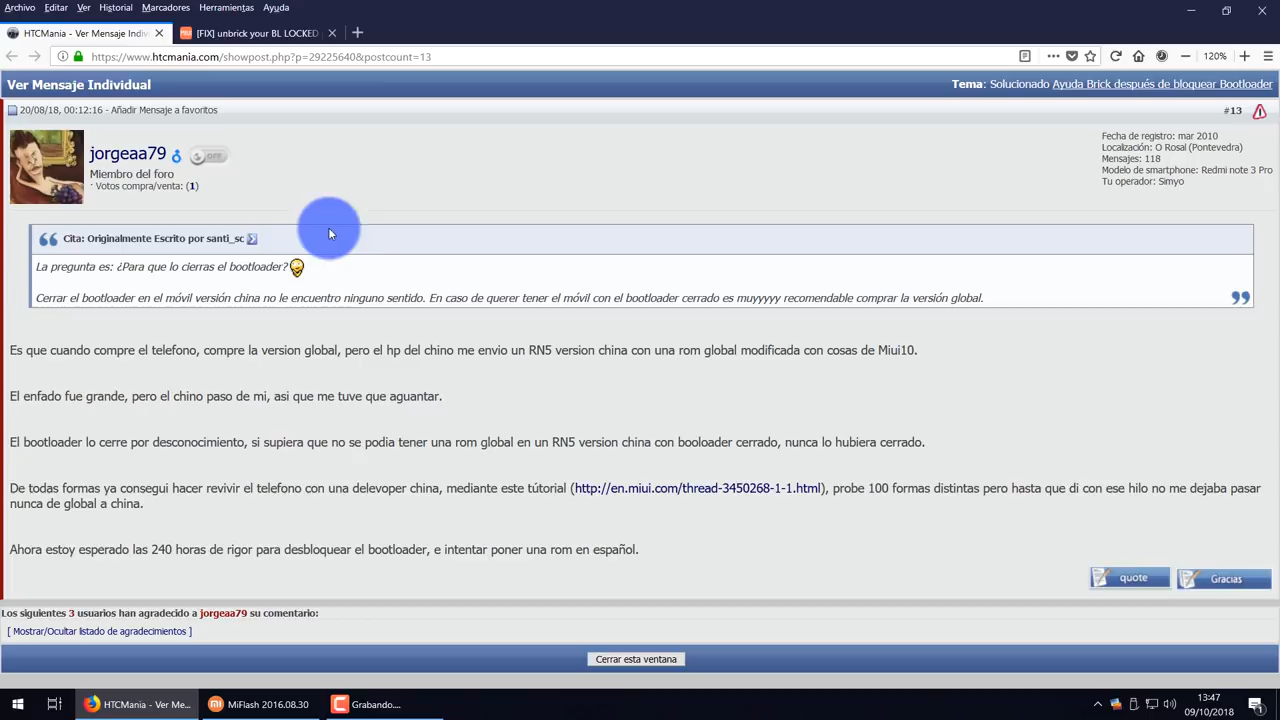 Archivo Editar Ver Historial Marcadores Herramientas Ayuda
HTCMania - Ver Mensaje Indivi
[FIX] unbrick your BL LOCKED
https://www.htcmania.com/showpost.php?p=29225640&postcount=13
120%
Ver Mensaje Individual
Tema: Solucionado Ayuda Brick después de bloquear Bootloader
20/08/18, 00:12:16 - Añadir Mensaje a favoritos
#13
jorgeaa79
OFF
Miembro del foro
· Votos compra/venta: (1)
Fecha de registro: mar 2010
Localización: O Rosal (Pontevedra)
Mensajes: 118
Modelo de smartphone: Redmi note 3 Pro
Tu operador: Simyo
Cita: Originalmente Escrito por santi_sc
La pregunta es: ¿Para que lo cierras el bootloader?
Cerrar el bootloader en el móvil versión china no le encuentro ninguno sentido. En caso de querer tener el móvil con el bootloader cerrado es muyyyyy recomendable comprar la versión global.
Es que cuando compre el telefono, compre la version global, pero el hp del chino me envio un RN5 version china con una rom global modificada con cosas de Miui10.
El enfado fue grande, pero el chino paso de mi, asi que me tuve que aguantar.
El bootloader lo cerre por desconocimiento, si supiera que no se podia tener una rom global en un RN5 version china con booloader cerrado, nunca lo hubiera cerrado.
De todas formas ya consegui hacer revivir el telefono con una delevoper china, mediante este tútorial (http://en.miui.com/thread-3450268-1-1.html), probe 100 formas distintas pero hasta que di con ese hilo no me dejaba pasar
nunca de global a china.
Ahora estoy esperado las 240 horas de rigor para desbloquear el bootloader, e intentar poner una rom en español.
quote
Gracias
Los siguientes 3 usuarios han agradecido a jorgeaa79 su comentario:
[ Mostrar/Ocultar listado de agradecimientos ]
Cerrar esta ventana
HTCMania - Ver Me...
MiFlash 2016.08.30
Grabando....
13:47
09/10/2018